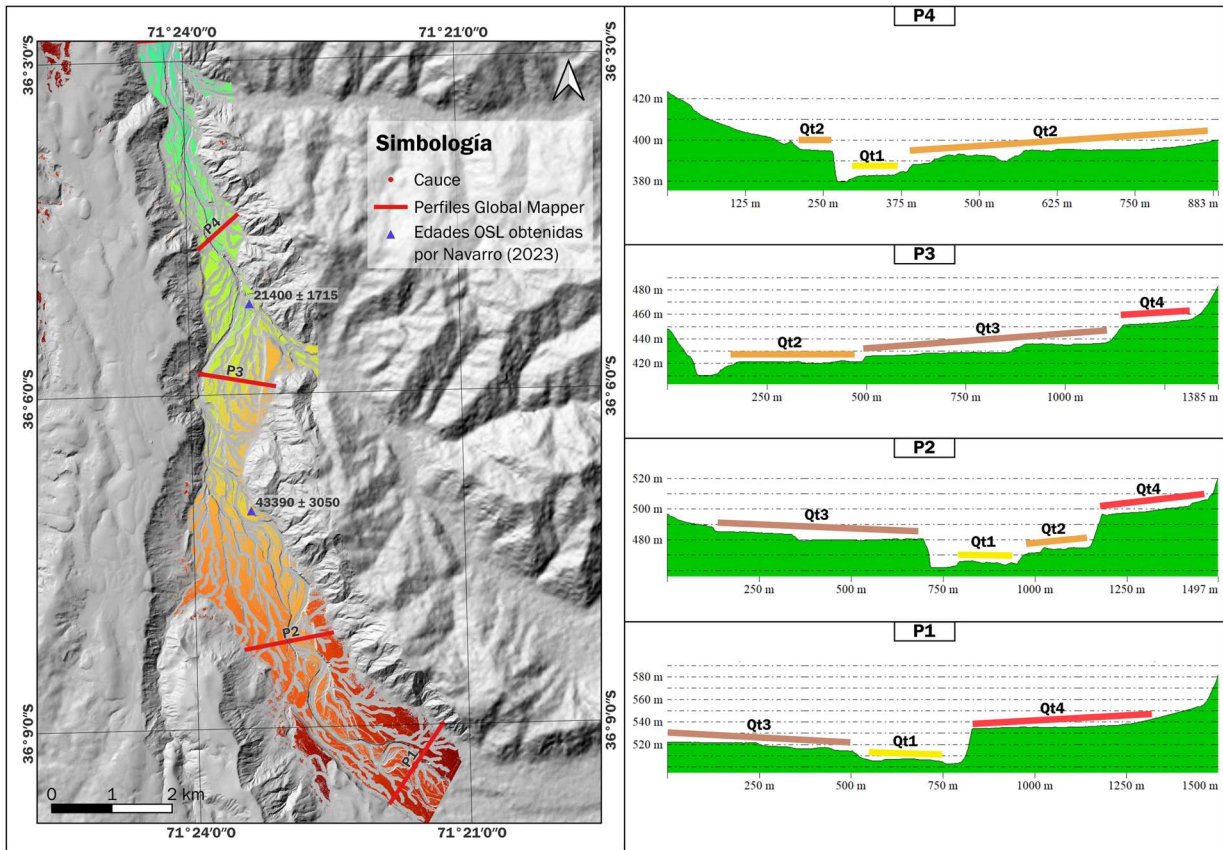 71°24'0"O
71°21'0"O
36°3'0"S
36°3'0"S
Simbología
Cauce
Perfiles Global Mapper
Edades OSL obtenidas
por Navarro (2023)
P4
21400 ± 1715
P3
36°6'0"S
36°6'0"S
43390 ± 3050
P2
36°9'0"S
36°9'0"S
P1
0 1 2 km
71°24'0"O
71°21'0"O
P4
420 m
400 m
380 m
Qt2
Qt1
Qt2
125 m 250 m 375 m 500 m 625 m 750 m 883 m
P3
480 m
460 m
440 m
420 m
Qt2
Qt3
Qt4
250 m 500 m 750 m 1000 m 1385 m
P2
520 m
500 m
480 m
Qt3
Qt1
Qt2
Qt4
250 m 500 m 750 m 1000 m 1250 m 1497 m
P1
580 m
560 m
540 m
520 m
Qt3
Qt1
Qt4
250 m 500 m 750 m 1000 m 1250 m 1500 m